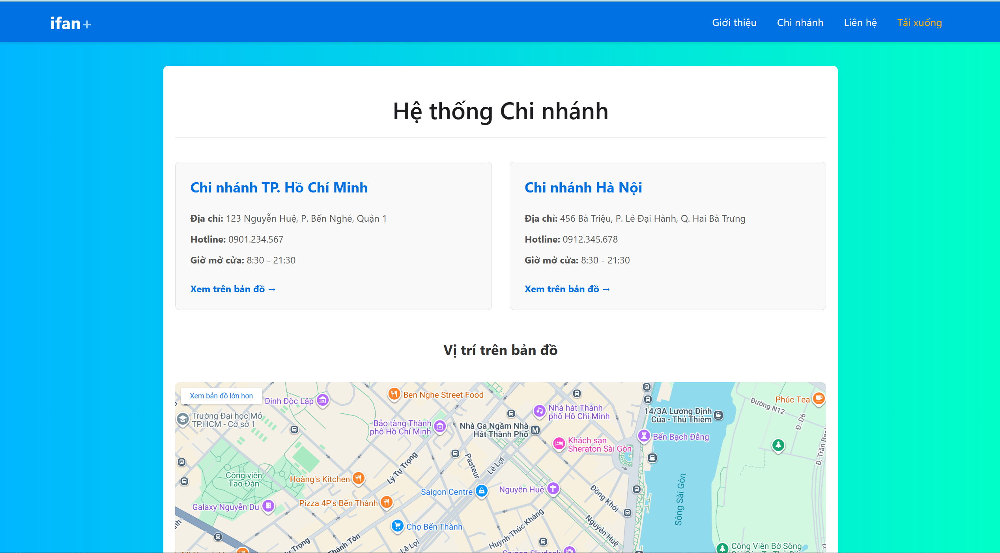 ifan+
Giới thiệu
Chi nhánh
Liên hệ
Tải xuống
Hệ thống Chi nhánh
Chi nhánh TP. Hồ Chí Minh
Địa chỉ: 123 Nguyễn Huệ, P. Bến Nghé, Quận 1
Hotline: 0901.234.567
Giờ mở cửa: 8:30 - 21:30
Xem trên bản đồ →
Chi nhánh Hà Nội
Địa chỉ: 456 Bà Triệu, P. Lê Đại Hành, Q. Hai Bà Trưng
Hotline: 0912.345.678
Giờ mở cửa: 8:30 - 21:30
Xem trên bản đồ →
Vị trí trên bản đồ
Xem bản đồ lớn hơn
Dinh Độc Lập
Ben Nghe Street Food
Phúc Tea
Đường N12
Trường Đại học Mở
TP.HCM - Cơ sở 1
Bảo tàng Thành
phố Hồ Chí Minh
Nhà hát Thành
phố Hồ Chí Minh
Nhà Ga Ngầm Nhà
Hát Thành Phố
M
14/3A Lương Định
Của - Thủ Thiêm
Đ. D6
Khách sạn
Sheraton Sài Gòn
Bến Bạch Đằng
Đ. Trần Bạc
Lý Tự Trọng
Pasteur
Lê Lợi
Công viên
Tao Đàn
Hoàng's Kitchen
Saigon Centre
Nguyễn Huệ
Đồng Khởi
Sông Sài Gòn
Galaxy Nguyễn Du
Pizza 4P's Bến Thành
Chợ Bến Thành
Huỳnh Thúc Kháng
Nguyễn Huệ
Trọng
Thánh Tôn
Lê Lợi
Saigon Skydeck
Công Viên Bờ Sông